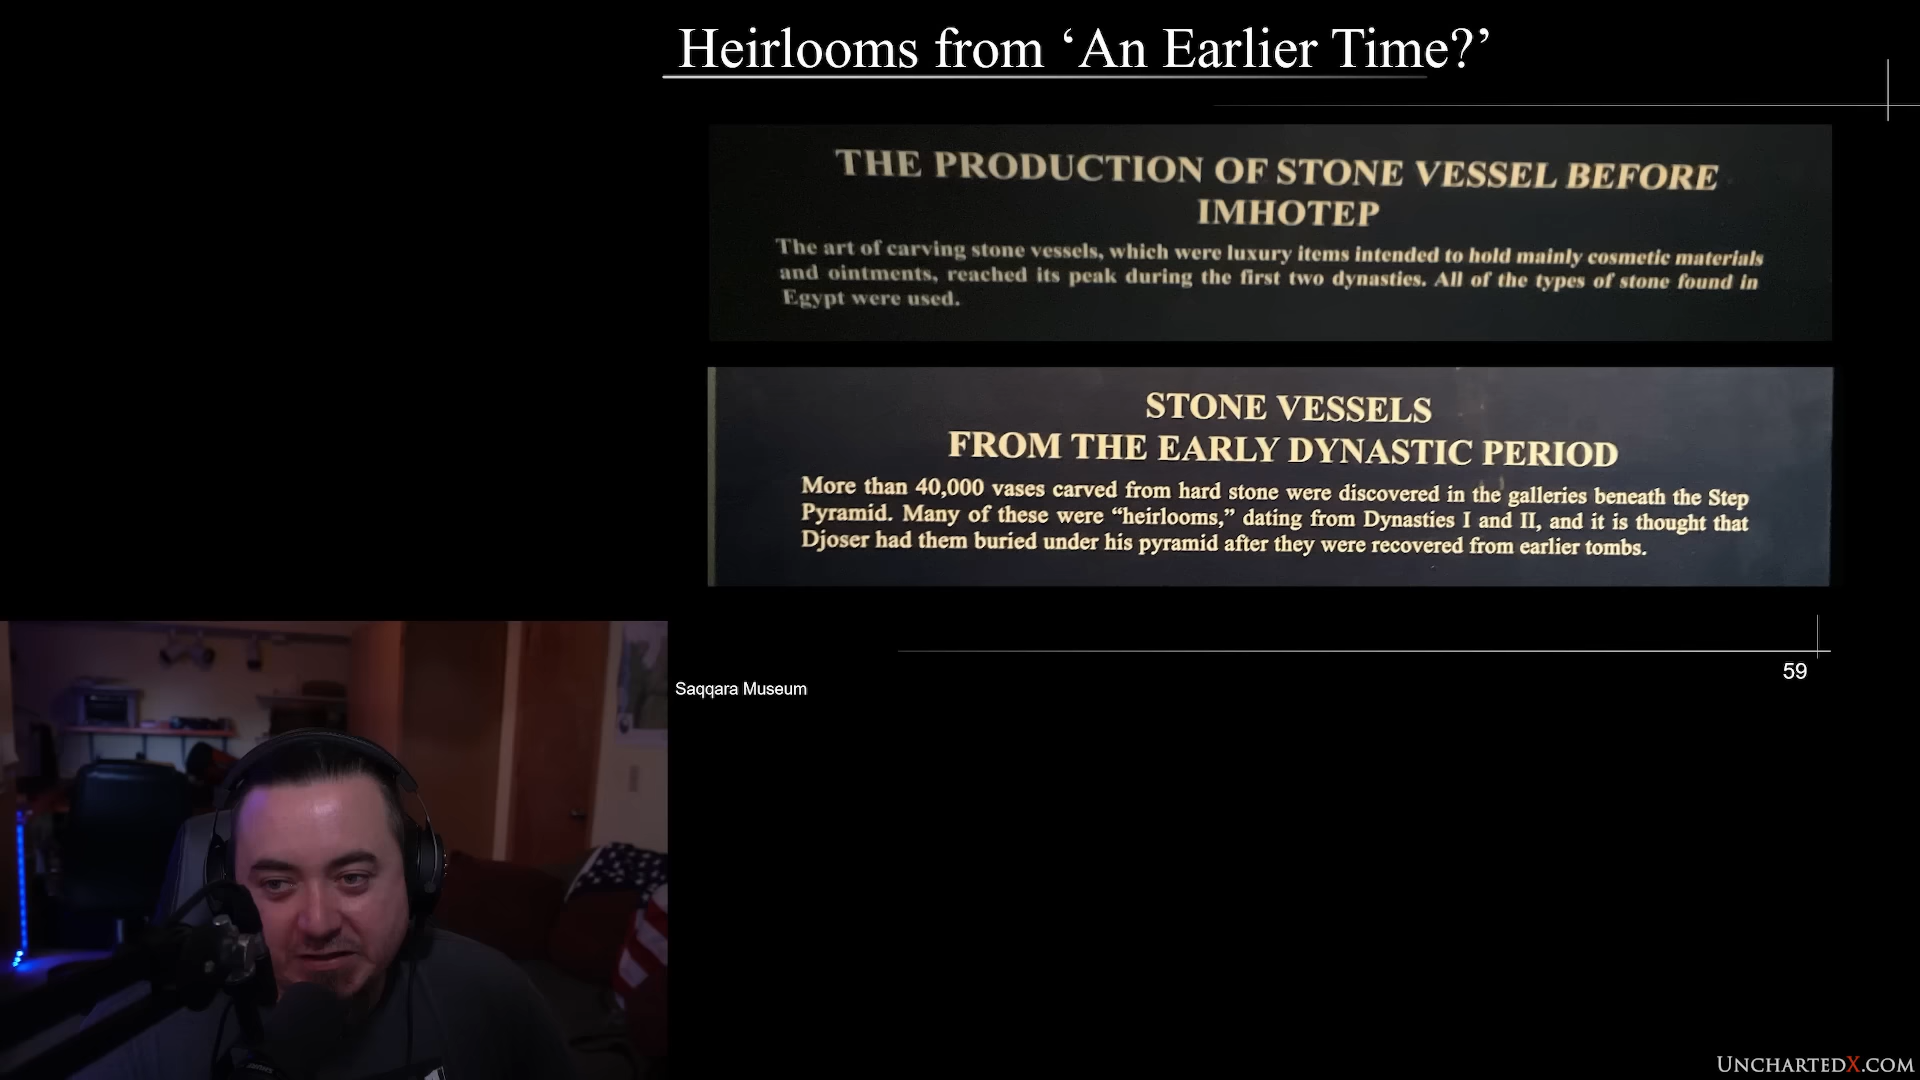 Heirlooms from ‘An Earlier Time?’
THE PRODUCTION OF STONE VESSEL BEFORE
IMHOTEP
The art of carving stone vessels, which were luxury items intended to hold mainly cosmetic materials
and ointments, reached its peak during the first two dynasties. All of the types of stone found in
Egypt were used.
STONE VESSELS
FROM THE EARLY DYNASTIC PERIOD
More than 40,000 vases carved from hard stone were discovered in the galleries beneath the Step
Pyramid. Many of these were “heirlooms,” dating from Dynasties I and II, and it is thought that
Djoser had them buried under his pyramid after they were recovered from earlier tombs.
59
Saqqara Museum
UNCHARTEDX.COM